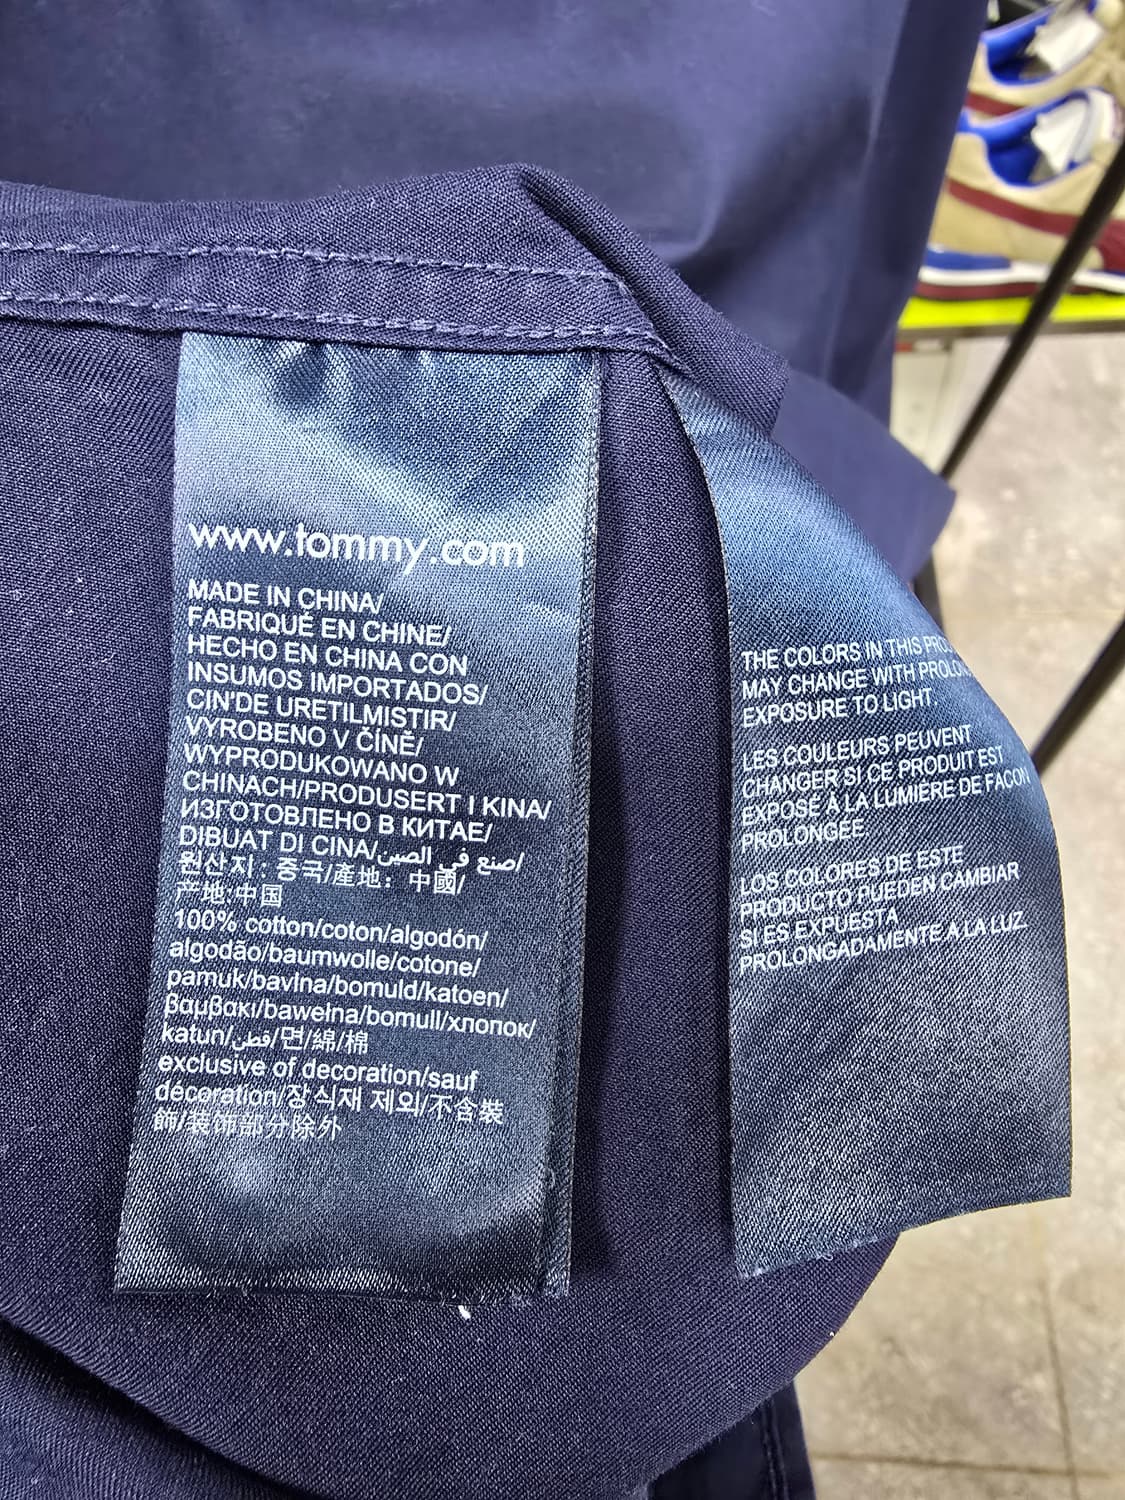 www.tommy.com
MADE IN CHINA/
FABRIQUÉ EN CHINE/
HECHO EN CHINA CON
INSUMOS IMPORTADOS/
CIN'DE URETILMISTIR/
VYROBENO V ČÍNĚ/
WYPRODUKOWANO W
CHINACH/PRODUSERT I KINA/
ИЗГОТОВЛЕНО В КИТАЕ/
DIBUAT DI CINA/صنع في الصين/
원산지: 중국/產地: 中國/
产地:中国
100% cotton/coton/algodón/
algodão/baumwolle/cotone/
pamuk/bavlna/bomuld/katoen/
βαμβακι/bawełna/bomull/хлопок/
katun/قطن/면/綿/棉
exclusive of decoration/sauf
décoration/장식재 제외/不含裝
飾/装饰部分除外
THE COLORS IN THIS
MAY CHANGE WITH
EXPOSURE TO LIGHT.
LES COULEURS PEUVENT
CHANGER SI CE PRODUIT EST
EXPOSÉ À LA LUMIÈRE DE FACON
PROLONGÉE.
LOS COLORES DE ESTE
PRODUCTO PUEDEN CAMBIAR
SI ES EXPUESTA
PROLONGADAMENTE A LA LUZ.